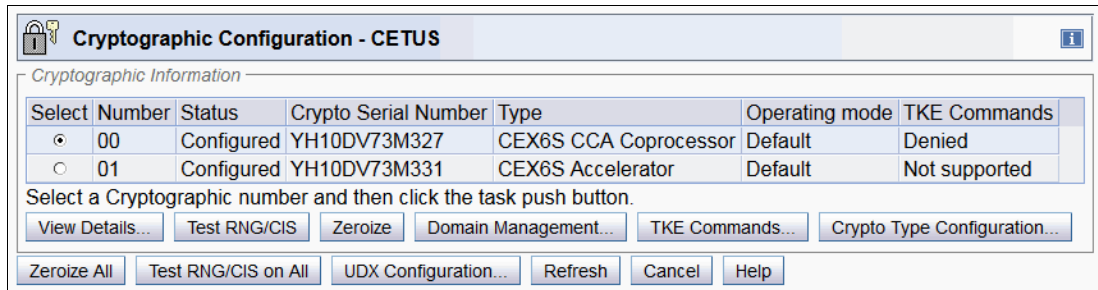 Cryptographic Configuration - CETUS
i
Cryptographic Information
Select Number Status Crypto Serial Number Type Operating mode TKE Commands
00 Configured YH10DV73M327 CEX6S CCA Coprocessor Default Denied
01 Configured YH10DV73M331 CEX6S Accelerator Default Not supported
Select a Cryptographic number and then click the task push button.
View Details... Test RNG/CIS Zeroize Domain Management... TKE Commands... Crypto Type Configuration...
Zeroize All Test RNG/CIS on All UDX Configuration... Refresh Cancel Help